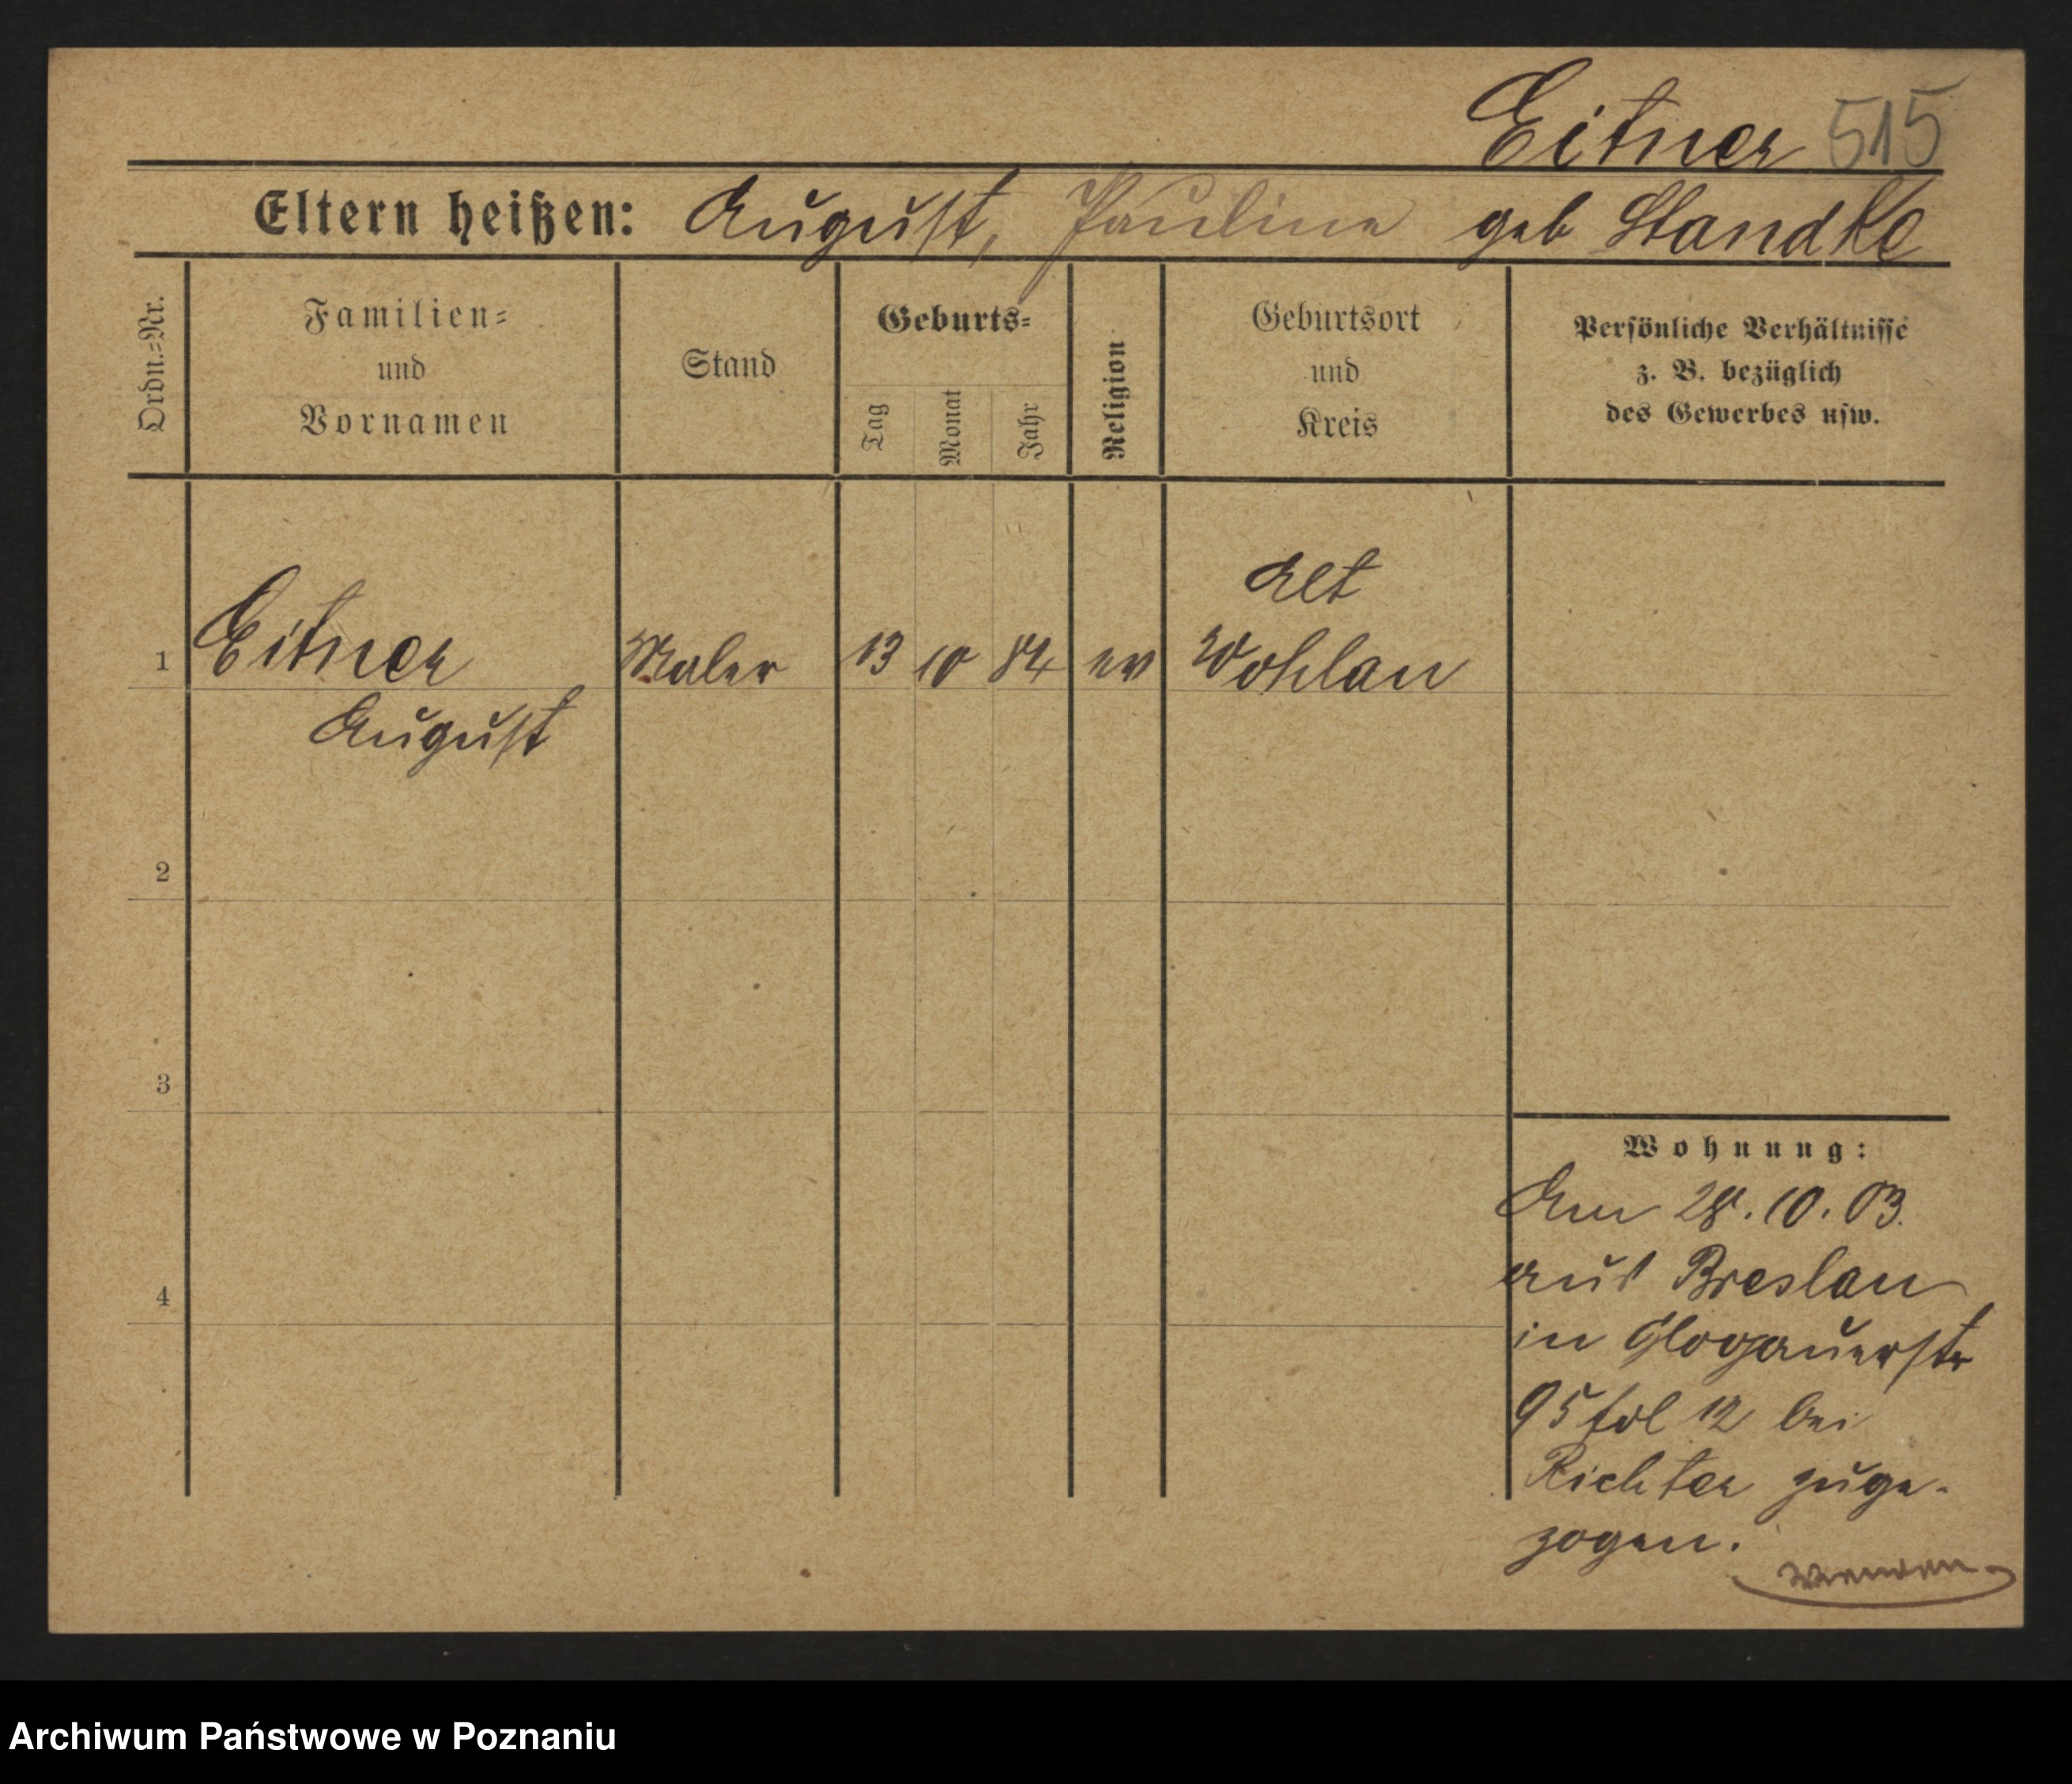 Eitner 515
Eltern heißen: August, Pauline geb Standke
Ordn.=Nr.
Familien=
und
Vornamen
Stand
Geburts=
Tag
Monat
Jahr
Religion
Geburtsort
und
Kreis
Persönliche Verhältnisse
z. B. bezüglich
des Gewerbes usw.
Alt
1 Eitner Maler 13 10 84 ev Wohlau
August
2
3
4
Wohnung:
Am 28.10.03.
aus Breslau
in Glogauerstr
95 fol 12 bei
Richter zuge-
zogen.
wenden
Archiwum Państwowe w Poznaniu